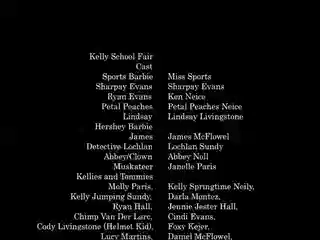 Kelly School Fair
Cast
Sports Barbie Miss Sports
Sharpay Evans Sharpay Evans
Ryan Evans Ken Neice
Petal Peaches Petal Peaches Neice
Lindsay Lindsay Livingstone
Hershey Barbie
James James McFlowel
Detective Lochlan Lochlan Sundy
Abbey/Clown Abbey Noll
Muskateer Janelle Paris
Kellies and Tommies
Molly Paris, Kelly Springtime Neily,
Kelly Jumping Sundy, Darla Montez,
Ryan Hall, Jennie Jester Hall,
Chimp Van Der Larc, Cindi Evans,
Cody Livingstone (Helmet Kid), Foxy Kejer,
Lucy Martins, Daniel McFlowel,